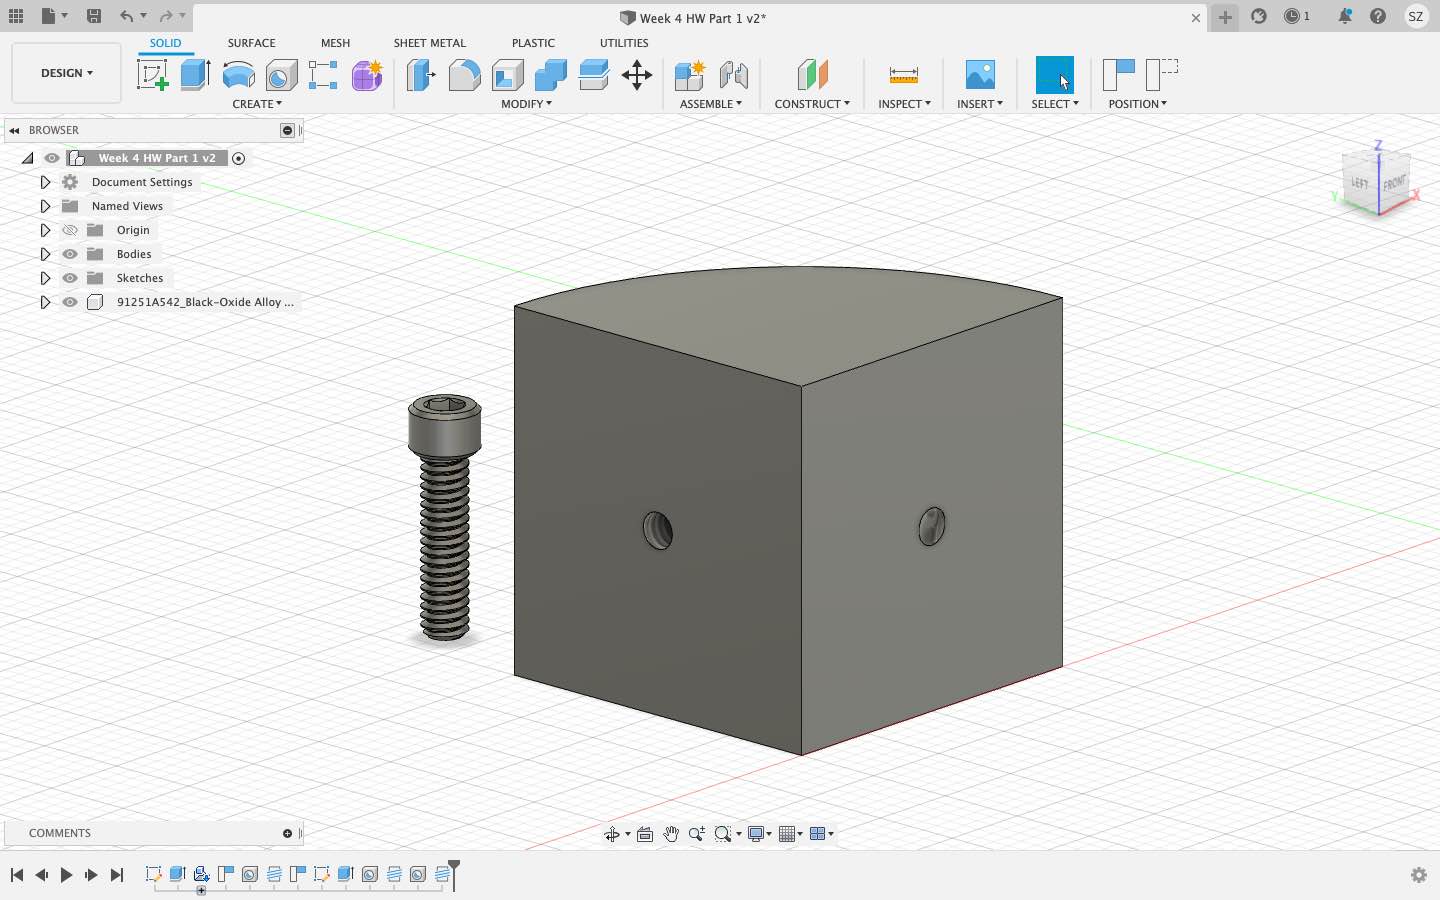 Week 4 HW Part 1 v2*
1
SZ
DESIGN
SOLID
SURFACE
MESH
SHEET METAL
PLASTIC
UTILITIES
CREATE
MODIFY
ASSEMBLE
CONSTRUCT
INSPECT
INSERT
SELECT
POSITION
BROWSER
Week 4 HW Part 1 v2
Document Settings
Named Views
Origin
Bodies
Sketches
91251A542_Black-Oxide Alloy ...
Z
LEFT
FRONT
Y
X
COMMENTS